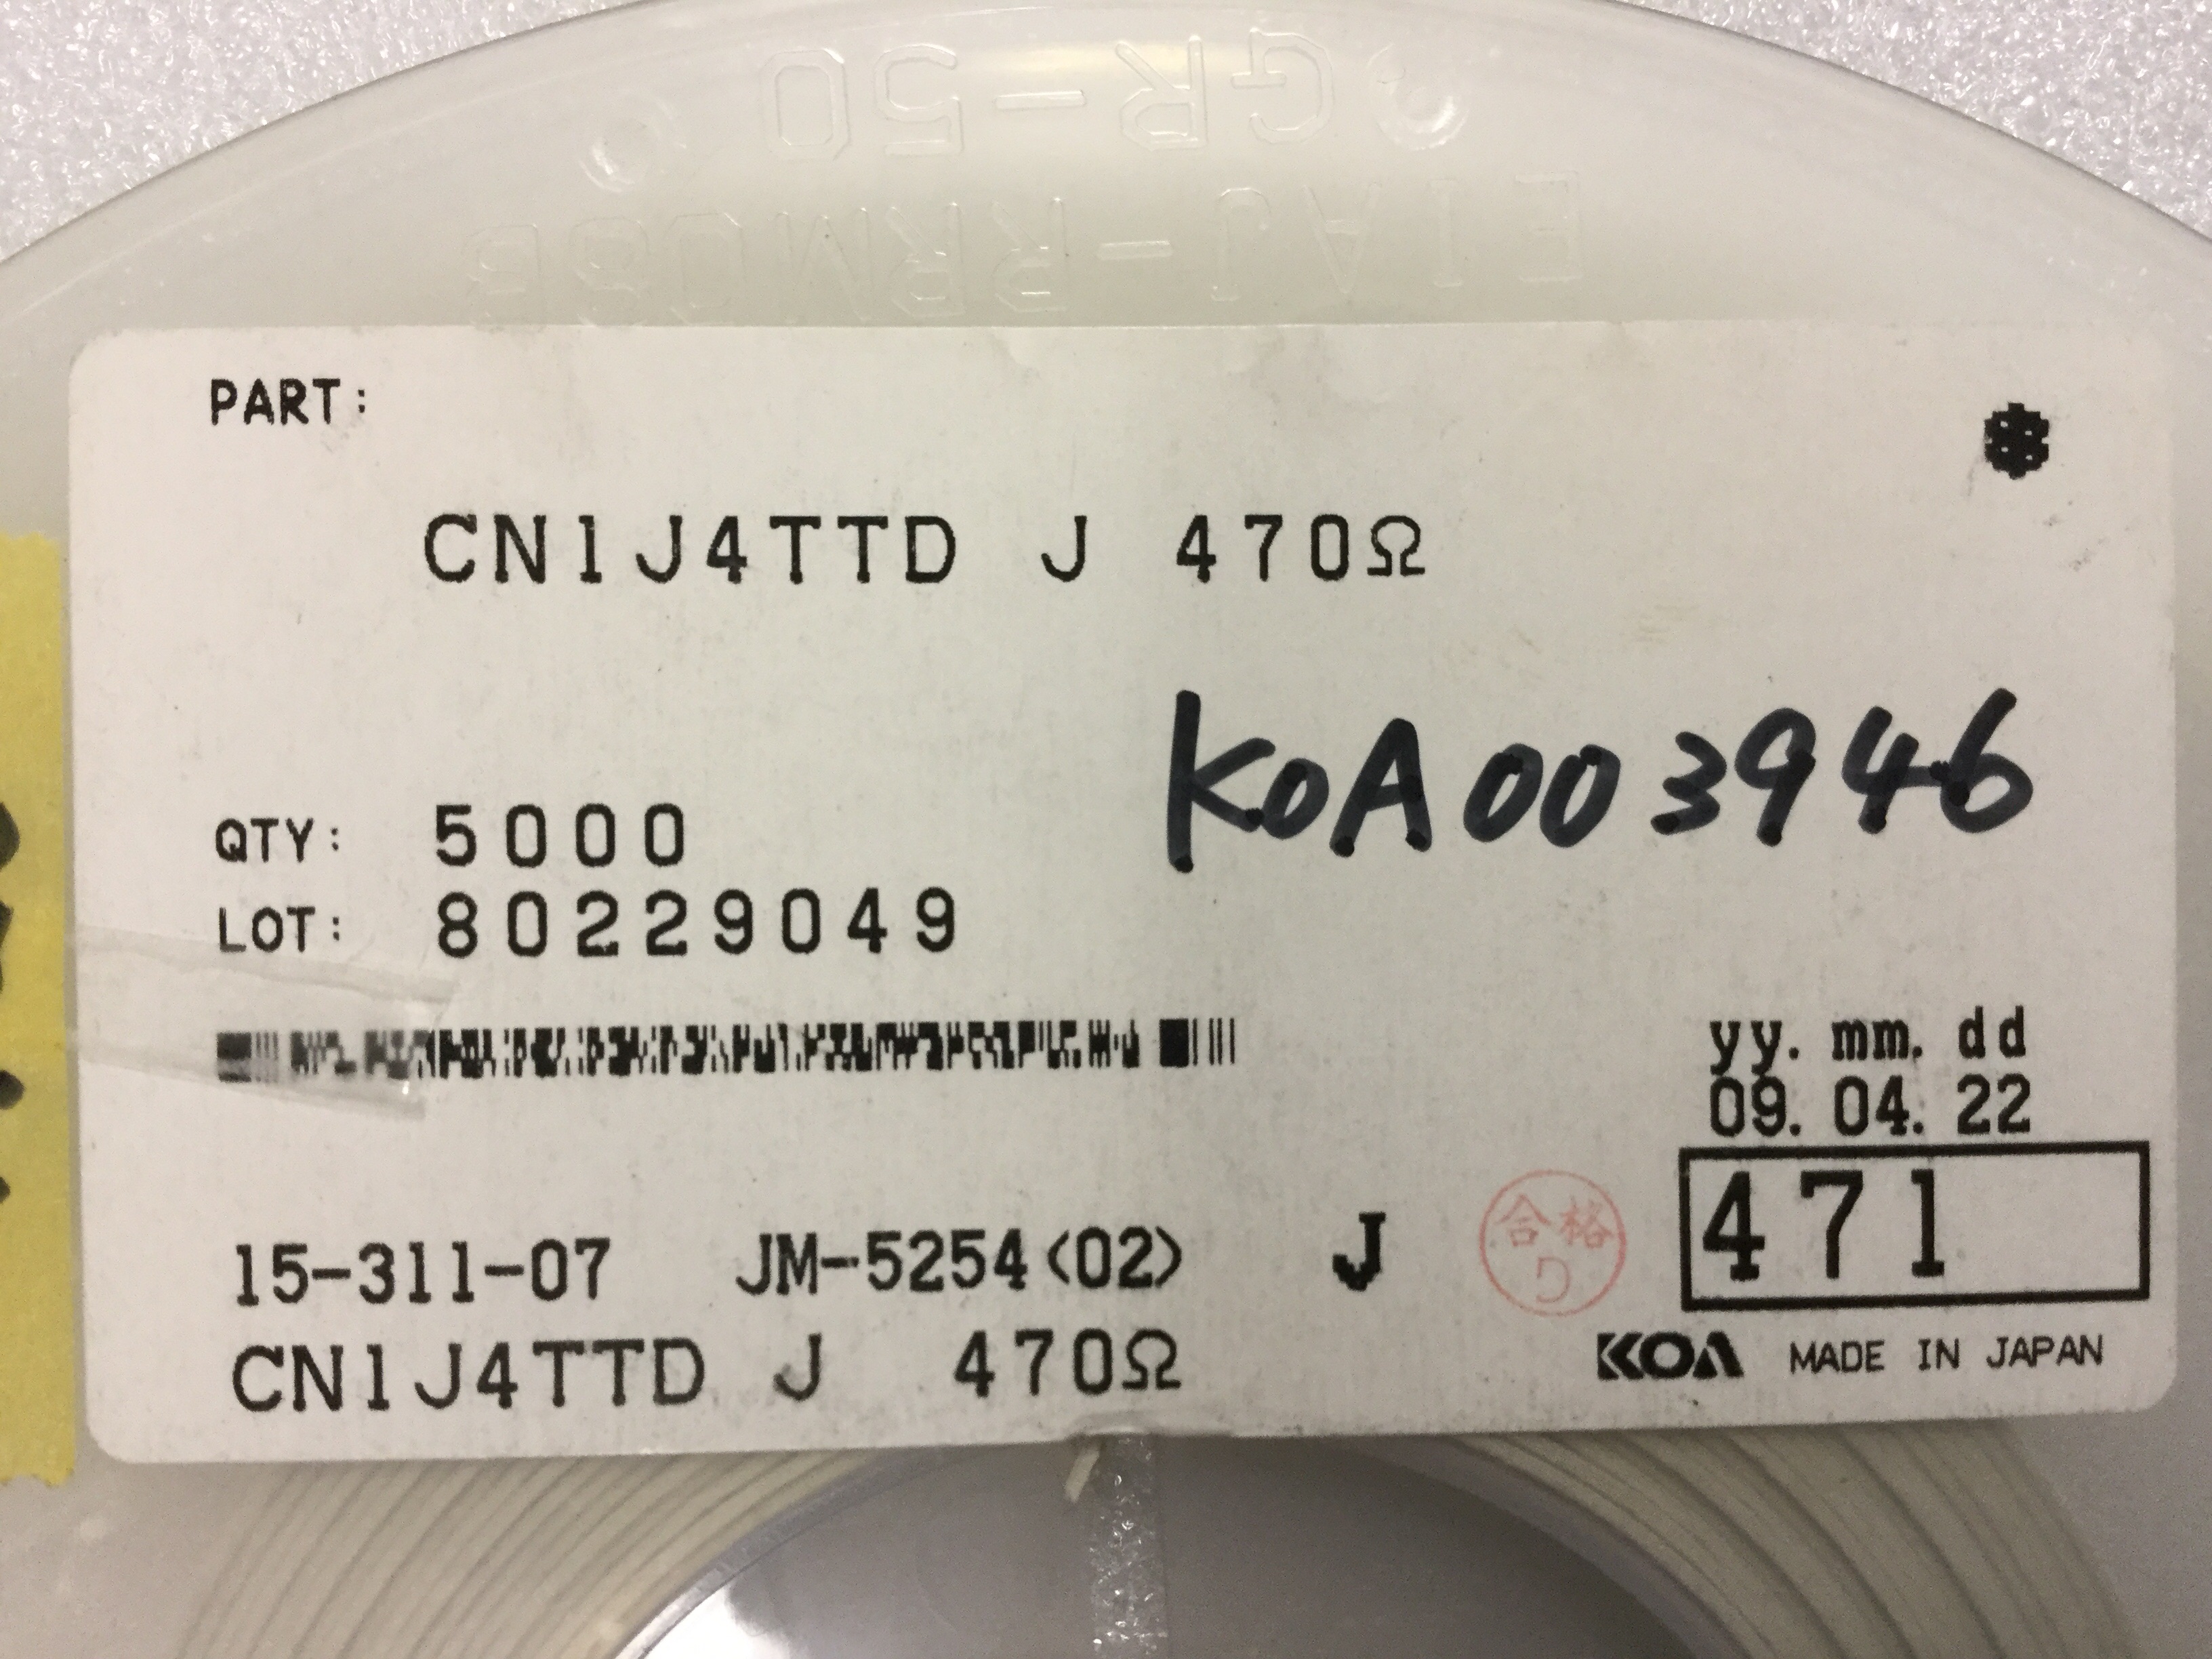 GR-50
EIAJ-RRM08B
PART:
*
CN1J4TTD J 470Ω
KOA003946
QTY: 5000
LOT: 80229049
yy. mm. dd
09. 04. 22
15-311-07 JM-5254<02> J 合格 471
CN1J4TTD J 470Ω KOA MADE IN JAPAN